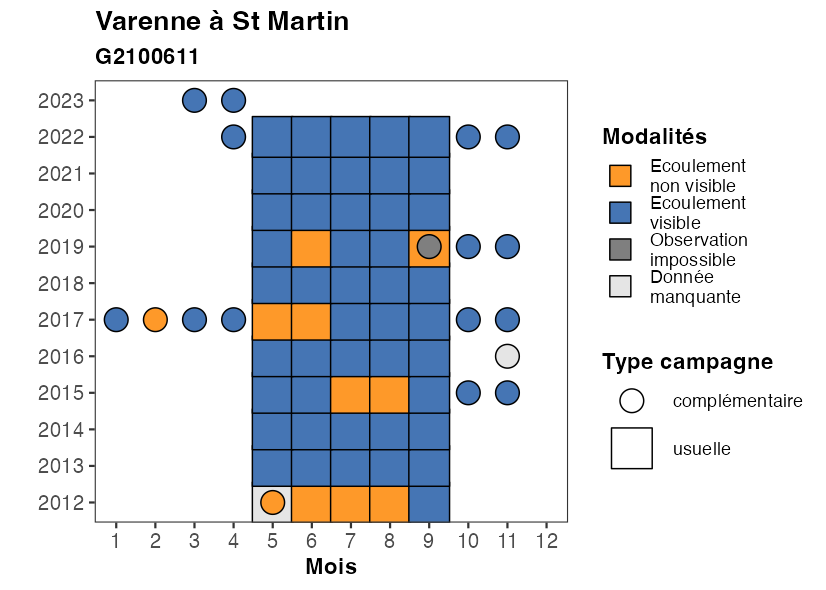 Varenne à St Martin
G2100611
2023
2022
2021
2020
2019
2018
2017
2016
2015
2014
2013
2012
1 2 3 4 5 6 7 8 9 10 11 12
Mois
Modalités
Ecoulement
non visible
Ecoulement
visible
Observation
impossible
Donnée
manquante
Type campagne
complémentaire
usuelle